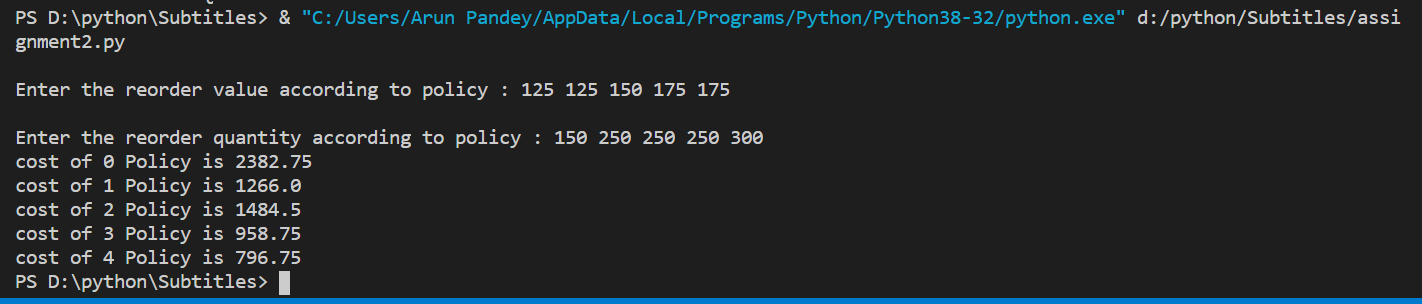 PS D:\python\Subtitles> & "C:/Users/Arun Pandey/AppData/Local/Programs/Python/Python38-32/python.exe" d:/python/Subtitles/assi
gnment2.py
Enter the reorder value according to policy : 125 125 150 175 175
Enter the reorder quantity according to policy : 150 250 250 250 300
cost of 0 Policy is 2382.75
cost of 1 Policy is 1266.0
cost of 2 Policy is 1484.5
cost of 3 Policy is 958.75
cost of 4 Policy is 796.75
PS D:\python\Subtitles>